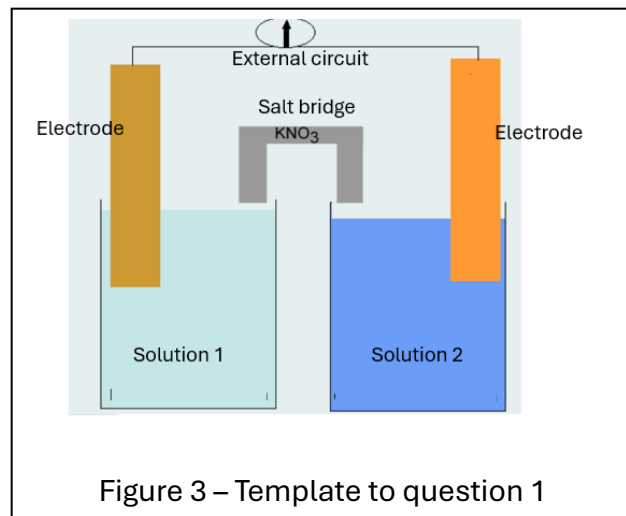 External circuit
Salt bridge
KNO3
Electrode
Electrode
Solution 1
Solution 2
Figure 3 – Template to question 1